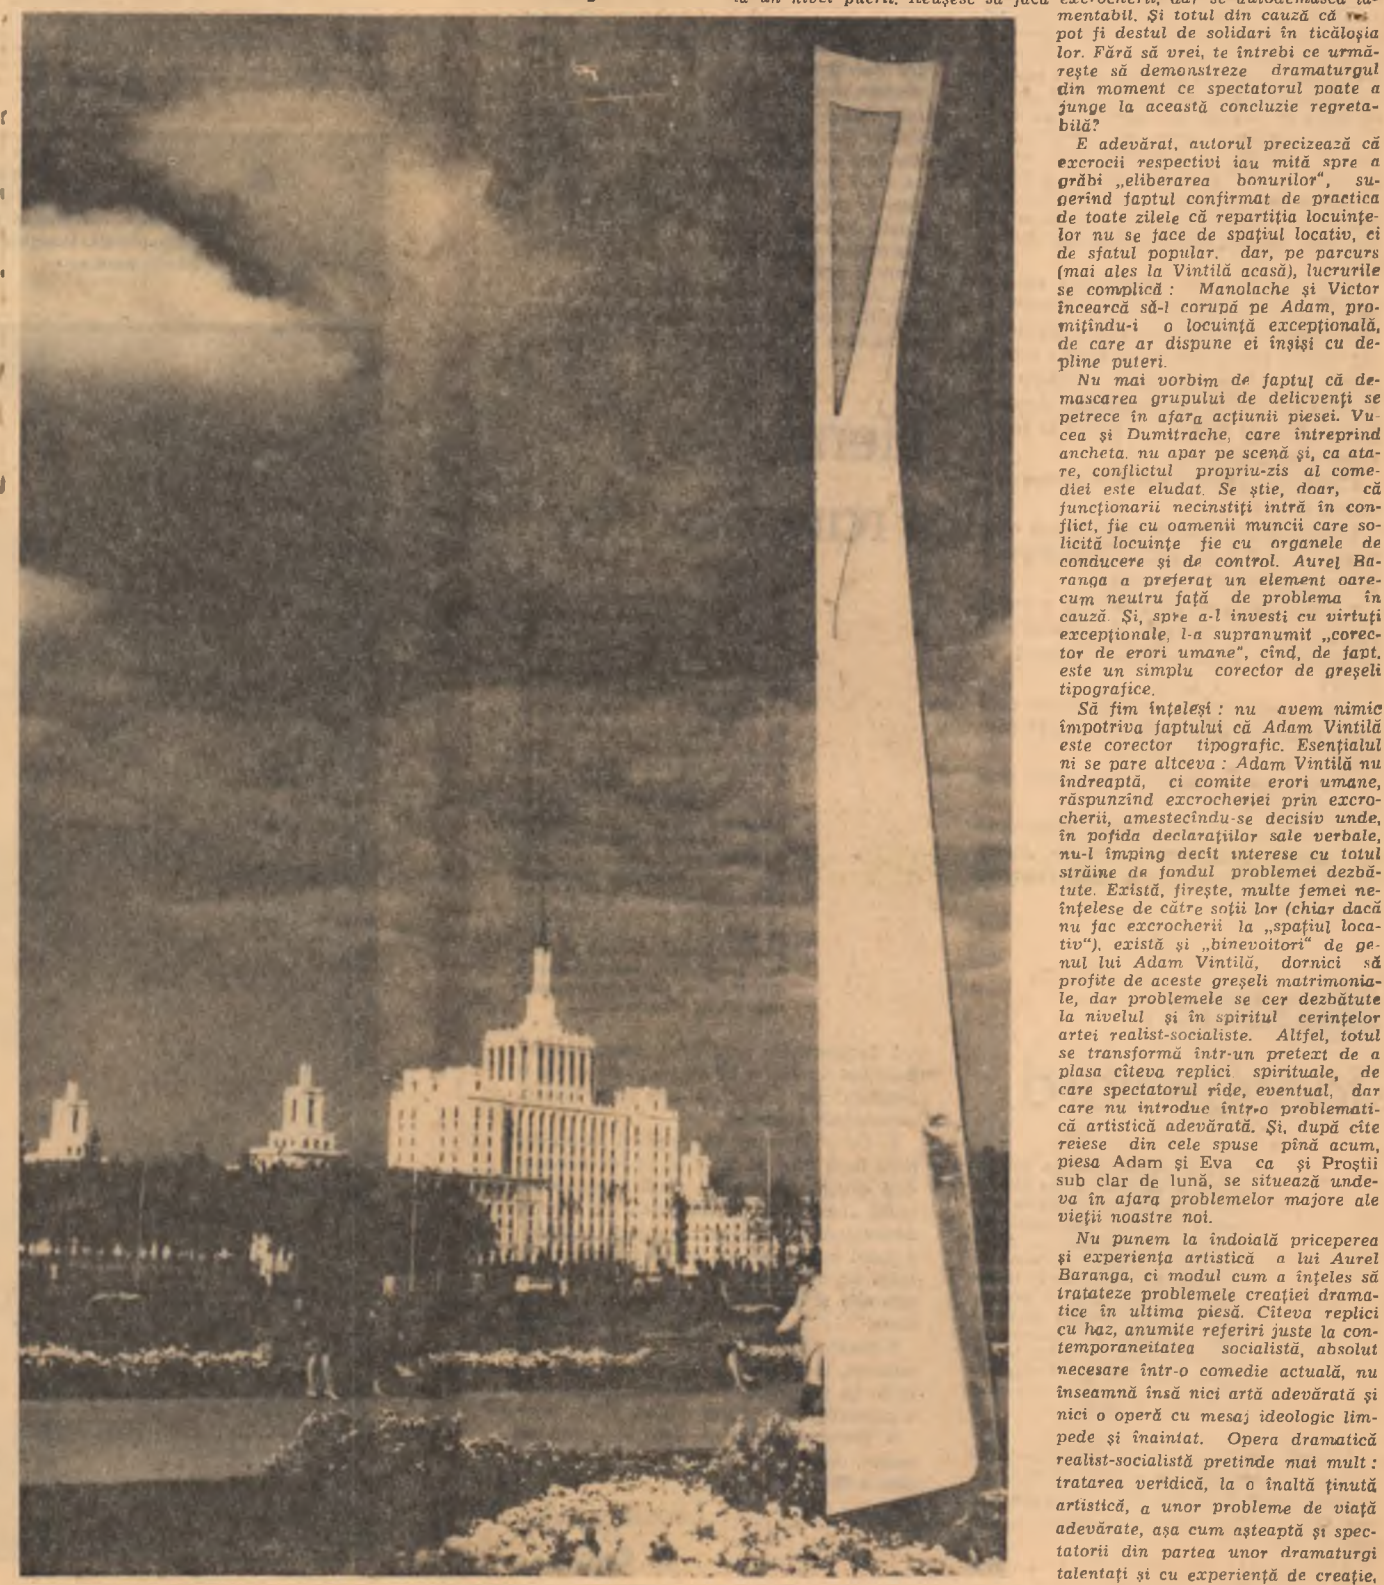 mentabil. Și totul din cauză că
pot fi destul de solidari în ticăloșia
lor. Fără să vrei, te întrebi ce urmă-
rește să demonstreze dramaturgul
din moment ce spectatorul poate a
junge la această concluzie regreta-
bilă?
E adevărat, autorul precizează că
excrocii respectivi iau mită spre a
grăbi „eliberarea bonurilor", su-
gerînd faptul confirmat de practica
de toate zilele că repartiția locuințe-
lor nu se face de spațiul locativ, ci
de sfatul popular, dar, pe parcurs
(mai ales la Vintilă acasă), lucrurile
se complică : Manolache și Victor
încearcă să-l corupă pe Adam, pro-
mițîndu-i o locuință excepțională,
de care ar dispune ei înșiși cu de-
pline puteri.
Nu mai vorbim de faptul că de-
mascarea grupului de delicvenți se
petrece în afara acțiunii piesei. Vu-
cea și Dumitrache, care întreprind
ancheta, nu apar pe scenă și, ca ata-
re, conflictul propriu-zis al come-
diei este eludat. Se știe, doar, că
funcționarii necinstiți intră în con-
flict, fie cu oamenii muncii care so-
licită locuințe fie cu organele de
conducere și de control. Aurel Ba-
ranga a preferat un element oare-
cum neutru față de problema în
cauză. Și, spre a-l investi cu virtuți
excepționale, l-a supranumit „corec-
tor de erori umane", cînd, de fapt,
este un simplu corector de greșeli
tipografice.
Să fim înțeleși : nu avem nimic
împotriva faptului că Adam Vintilă
este corector tipografic. Esențialul
ni se pare altceva : Adam Vintilă nu
îndreaptă, ci comite erori umane,
răspunzînd excrocheriei prin excro-
cherii, amestecîndu-se decisiv unde,
în pofida declarațiilor sale verbale,
nu-l împing decît interese cu totul
străine de fondul problemei dezbă-
tute. Există, firește, multe femei ne-
înțelese de către soții lor (chiar dacă
nu fac excrocherii la „spațiul loca-
tiv"), există și „binevoitori" de ge-
nul lui Adam Vintilă, dornici să
profite de aceste greșeli matrimonia-
le, dar problemele se cer dezbătute
la nivelul și în spiritul cerințelor
artei realist-socialiste. Altfel, totul
se transformă într-un pretext de a
plasa cîteva replici spirituale, de
care spectatorul rîde, eventual, dar
care nu introduc într-o problemati-
că artistică adevărată. Și, după cîte
reiese din cele spuse pînă acum,
piesa Adam și Eva ca și Proștii
sub clar de lună, se situează unde-
va în afara problemelor majore ale
vieții noastre noi.
Nu punem la îndoială priceperea
și experiența artistică a lui Aurel
Baranga, ci modul cum a înțeles să
tratateze problemele creației drama-
tice în ultima piesă. Cîteva replici
cu haz, anumite referiri juste la con-
temporaneitatea socialistă, absolut
necesare într-o comedie actuală, nu
înseamnă însă nici artă adevărată și
nici o operă cu mesaj ideologic lim-
pede și înaintat. Opera dramatică
realist-socialistă pretinde mai mult :
tratarea veridică, la o înaltă ținută
artistică, a unor probleme de viață
adevărate, așa cum așteaptă și spec-
tatorii din partea unor dramaturgi
talentați și cu experiență de creație,